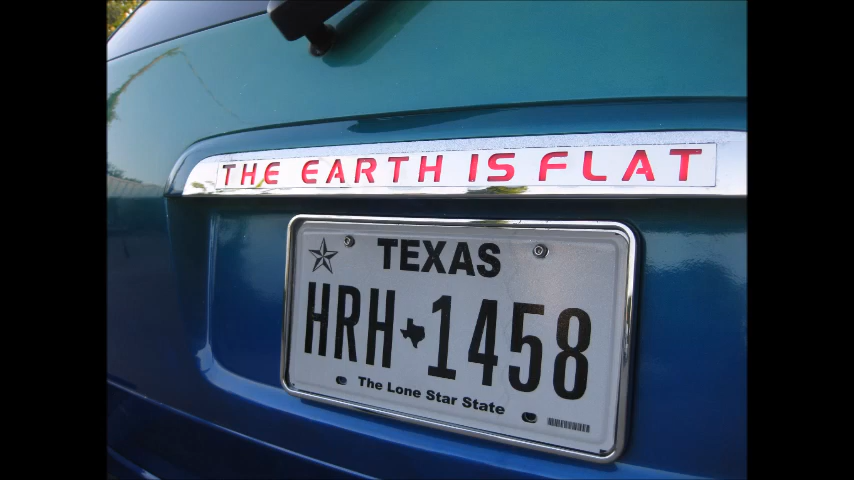 THE EARTH IS FLAT
TEXAS
HRH 1458
The Lone Star State